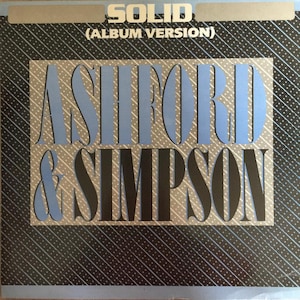 SOLID
(ALBUM VERSION)
ASHFORD
& SIMPSON